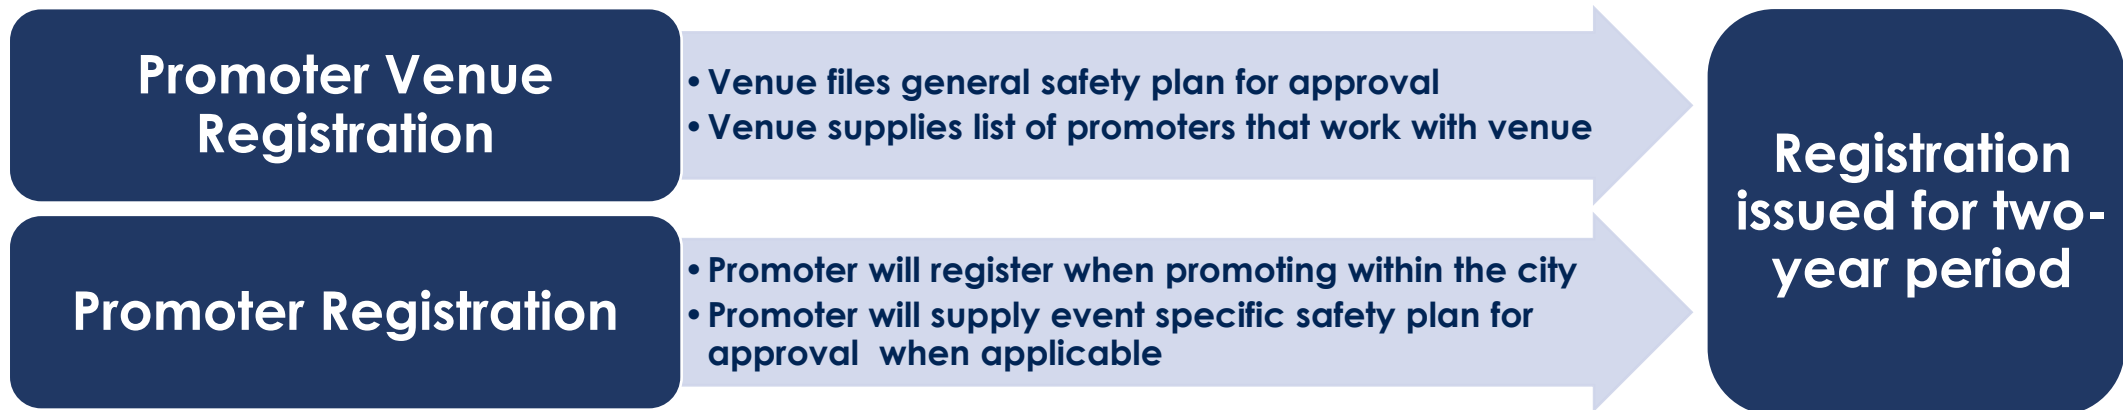 Promoter Venue
Registration
• Venue files general safety plan for approval
• Venue supplies list of promoters that work with venue
Promoter Registration
• Promoter will register when promoting within the city
• Promoter will supply event specific safety plan for
approval  when applicable
Registration
issued for two-
year period